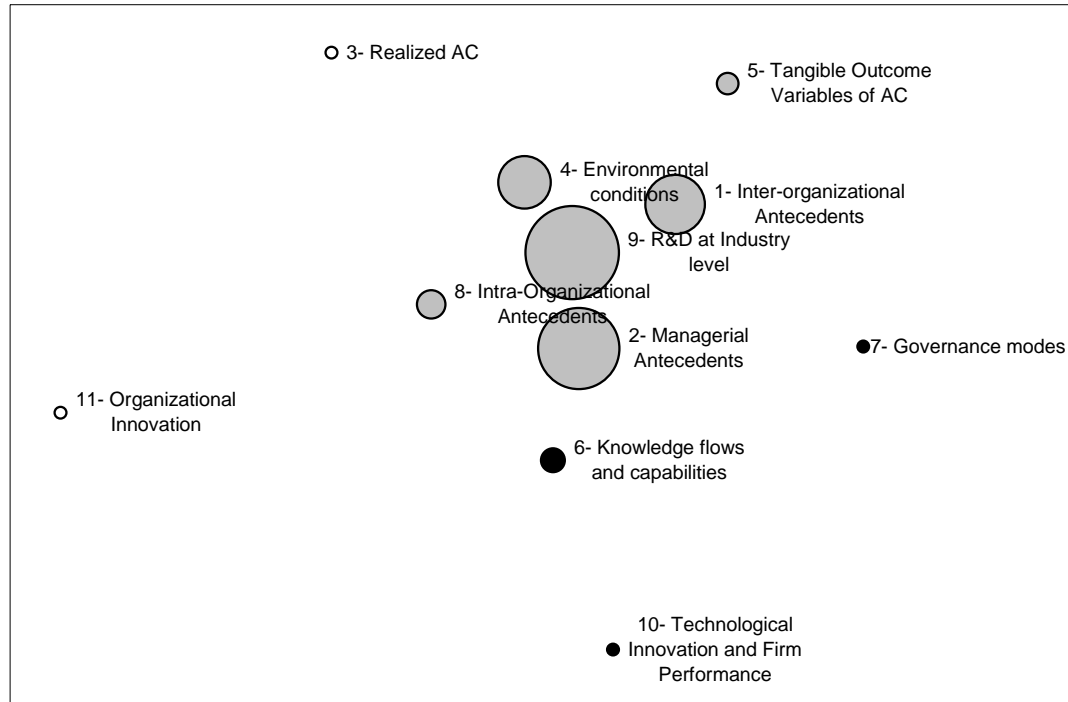 3- Realized AC
5- Tangible Outcome
Variables of AC
4- Environmental
conditions
1- Inter-organizational
Antecedents
9- R&D at Industry
level
8- Intra-Organizational
Antecedents
2- Managerial
Antecedents
7- Governance modes
11- Organizational
Innovation
6- Knowledge flows
and capabilities
10- Technological
Innovation and Firm
Performance